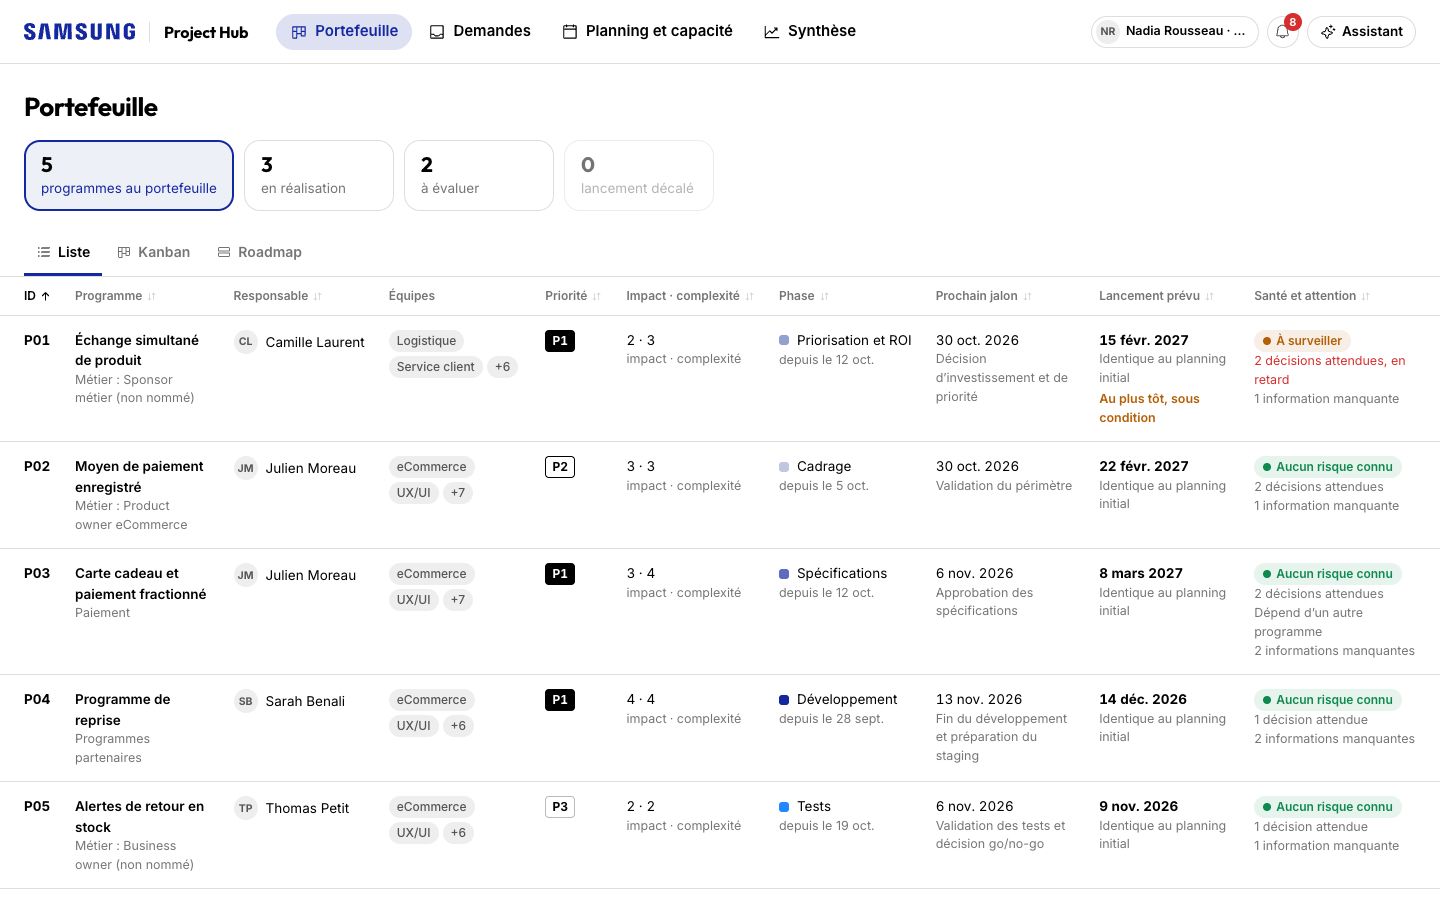 SAMSUNG Project Hub Portefeuille Demandes Planning et capacité Synthèse NR Nadia Rousseau · ... 8 Assistant
Portefeuille
5 3 2 0
programmes au portefeuille en réalisation à évaluer lancement décalé
Liste Kanban Roadmap
ID ↑ Programme ↓↑ Responsable ↓↑ Équipes Priorité ↓↑ Impact · complexité ↓↑ Phase ↓↑ Prochain jalon ↓↑ Lancement prévu ↓↑ Santé et attention ↓↑
P01
Échange simultané
de produit
Métier : Sponsor
métier (non nommé)
CL Camille Laurent
Logistique
Service client +6
P1
2 · 3
impact · complexité
Priorisation et ROI
depuis le 12 oct.
30 oct. 2026
Décision
d’investissement et de
priorité
15 févr. 2027
Identique au planning
initial
Au plus tôt, sous
condition
À surveiller
2 décisions attendues, en
retard
1 information manquante
P02
Moyen de paiement
enregistré
Métier : Product
owner eCommerce
JM Julien Moreau
eCommerce
UX/UI +7
P2
3 · 3
impact · complexité
Cadrage
depuis le 5 oct.
30 oct. 2026
Validation du périmètre
22 févr. 2027
Identique au planning
initial
Aucun risque connu
2 décisions attendues
1 information manquante
P03
Carte cadeau et
paiement fractionné
Paiement
JM Julien Moreau
eCommerce
UX/UI +7
P1
3 · 4
impact · complexité
Spécifications
depuis le 12 oct.
6 nov. 2026
Approbation des
spécifications
8 mars 2027
Identique au planning
initial
Aucun risque connu
2 décisions attendues
Dépend d’un autre
programme
2 informations manquantes
P04
Programme de
reprise
Programmes
partenaires
SB Sarah Benali
eCommerce
UX/UI +6
P1
4 · 4
impact · complexité
Développement
depuis le 28 sept.
13 nov. 2026
Fin du développement
et préparation du
staging
14 déc. 2026
Identique au planning
initial
Aucun risque connu
1 décision attendue
2 informations manquantes
P05
Alertes de retour en
stock
Métier : Business
owner (non nommé)
TP Thomas Petit
eCommerce
UX/UI +6
P3
2 · 2
impact · complexité
Tests
depuis le 19 oct.
6 nov. 2026
Validation des tests et
décision go/no-go
9 nov. 2026
Identique au planning
initial
Aucun risque connu
1 décision attendue
1 information manquante